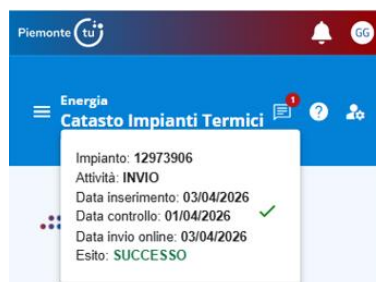 Piemonte tu
GG
Energia
Catasto Impianti Termici
1
?
Impianto: 12973906
Attività: INVIO
Data inserimento: 03/04/2026
Data controllo: 01/04/2026
Data invio online: 03/04/2026
Esito: SUCCESSO